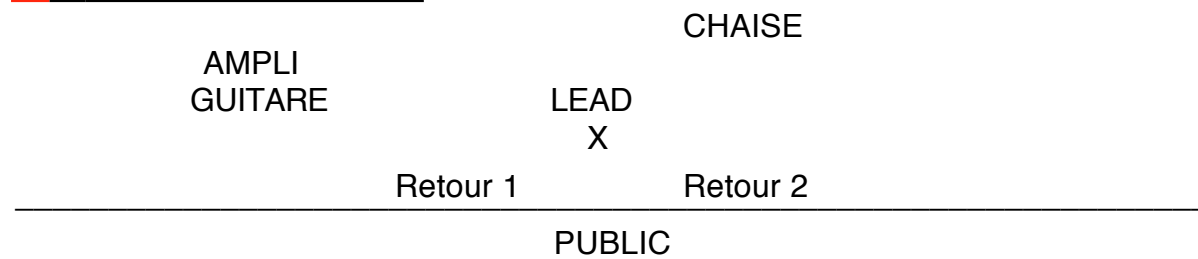 CHAISE
AMPLI
GUITARE LEAD
X
Retour 1 Retour 2
PUBLIC